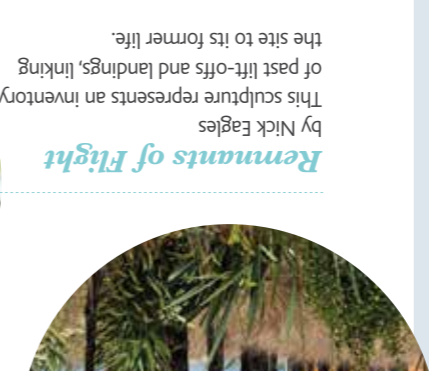 Remnants of Flight
by Nick Eagles
This sculpture represents an inventory
of past lift-offs and landings, linking
the site to its former life.